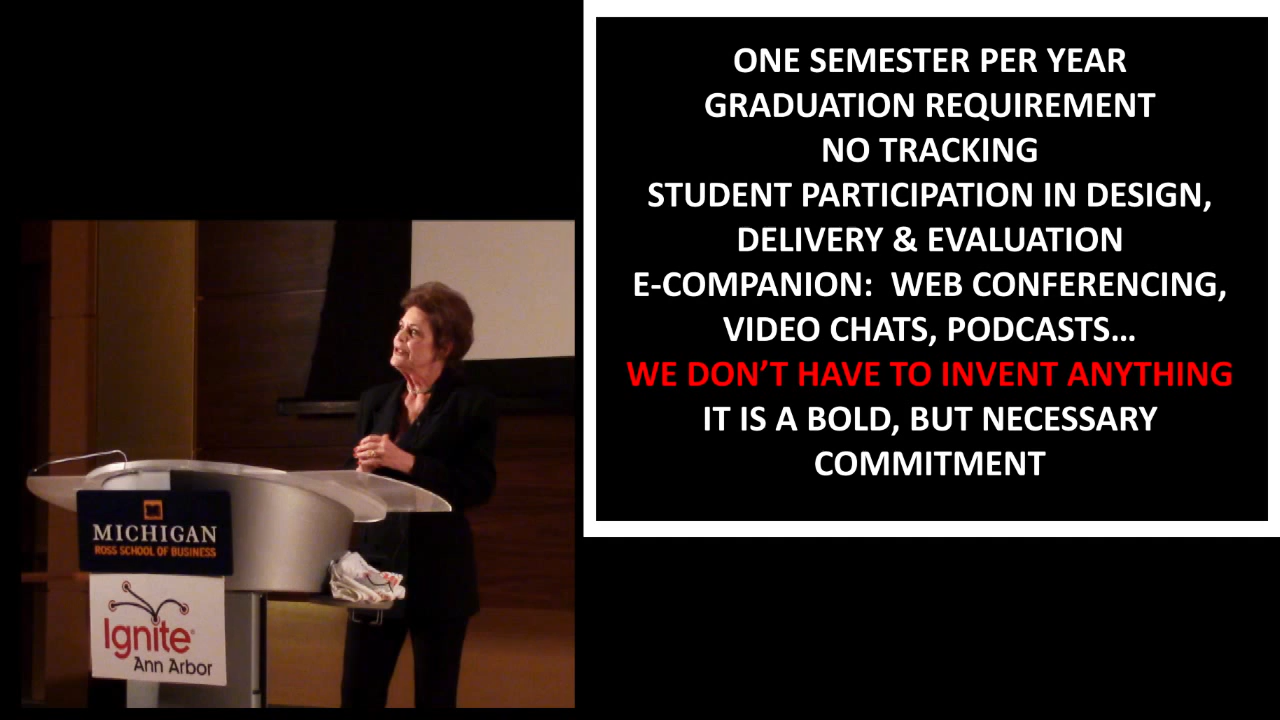 ONE SEMESTER PER YEAR
GRADUATION REQUIREMENT
NO TRACKING
STUDENT PARTICIPATION IN DESIGN,
DELIVERY & EVALUATION
E-COMPANION:  WEB CONFERENCING,
VIDEO CHATS, PODCASTS…
WE DON’T HAVE TO INVENT ANYTHING
IT IS A BOLD, BUT NECESSARY
COMMITMENT
MICHIGAN
ROSS SCHOOL OF BUSINESS
Ignite
Ann Arbor